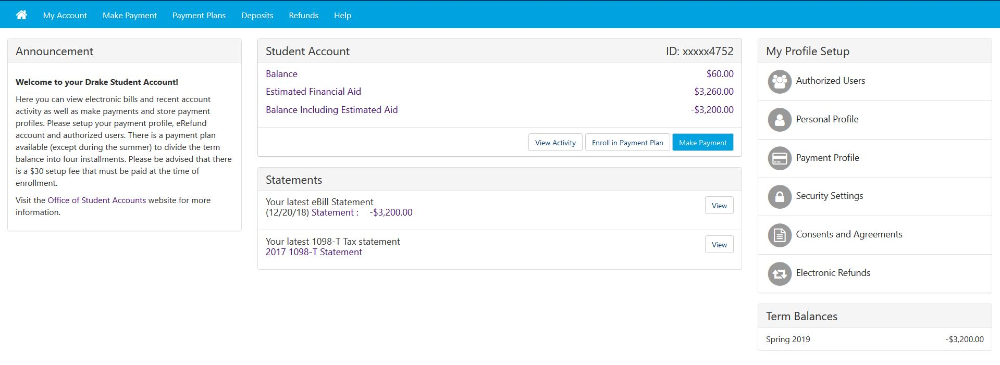 My Account Make Payment Payment Plans Deposits Refunds Help
Announcement
Welcome to your Drake Student Account!
Here you can view electronic bills and recent account
activity as well as make payments and store payment
profiles. Please setup your payment profile, eRefund
account and authorized users. There is a payment plan
available (except during the summer) to divide the term
balance into four installments. Please be advised that there
is a $30 setup fee that must be paid at the time of
enrollment.
Visit the Office of Student Accounts website for more
information.
Student Account ID: xxxxx4752
Balance $60.00
Estimated Financial Aid $3,260.00
Balance Including Estimated Aid -$3,200.00
View Activity Enroll in Payment Plan Make Payment
Statements
Your latest eBill Statement
(12/20/18) Statement : -$3,200.00
View
Your latest 1098-T Tax statement
2017 1098-T Statement
View
My Profile Setup
Authorized Users
Personal Profile
Payment Profile
Security Settings
Consents and Agreements
Electronic Refunds
Term Balances
Spring 2019 -$3,200.00